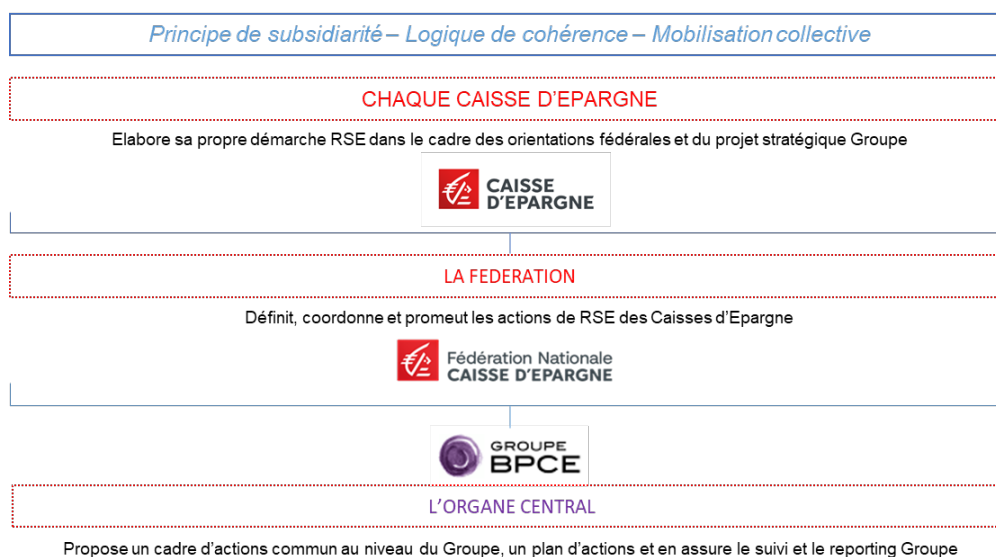 Principe de subsidiarité – Logique de cohérence – Mobilisation collective
CHAQUE CAISSE D'EPARGNE
Elabore sa propre démarche RSE dans le cadre des orientations fédérales et du projet stratégique Groupe
CAISSE
D'EPARGNE
LA FEDERATION
Définit, coordonne et promeut les actions de RSE des Caisses d'Epargne
Fédération Nationale
CAISSE D'EPARGNE
GROUPE
BPCE
L'ORGANE CENTRAL
Propose un cadre d'actions commun au niveau du Groupe, un plan d'actions et en assure le suivi et le reporting Groupe